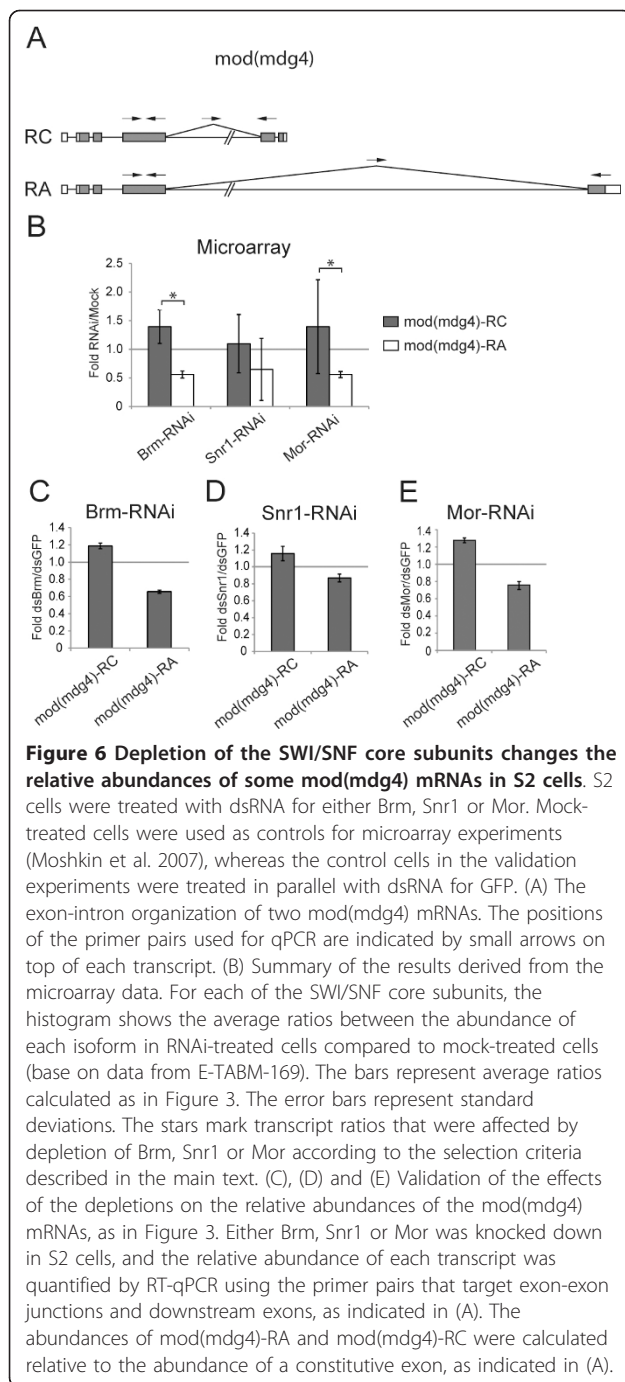 A
mod(mdg4)
RC
RA
B
Microarray
Fold RNAi/Mock
2.5
2.0
1.5
1.0
0.5
0
*
*
Brm-RNAi
Snr1-RNAi
Mor-RNAi
mod(mdg4)-RC
mod(mdg4)-RA
C
Brm-RNAi
Fold dsBrm/dsGFP
1.4
1.2
1.0
0.8
0.6
0.4
0.2
0
mod(mdg4)-RC
mod(mdg4)-RA
D
Snr1-RNAi
Fold dsSnr1/dsGFP
1.4
1.2
1.0
0.8
0.6
0.4
0.2
0
mod(mdg4)-RC
mod(mdg4)-RA
E
Mor-RNAi
Fold dsMor/dsGFP
1.4
1.2
1.0
0.8
0.6
0.4
0.2
0
mod(mdg4)-RC
mod(mdg4)-RA
Figure 6 Depletion of the SWI/SNF core subunits changes the
relative abundances of some mod(mdg4) mRNAs in S2 cells. S2
cells were treated with dsRNA for either Brm, Snr1 or Mor. Mock-
treated cells were used as controls for microarray experiments
(Moshkin et al. 2007), whereas the control cells in the validation
experiments were treated in parallel with dsRNA for GFP. (A) The
exon-intron organization of two mod(mdg4) mRNAs. The positions
of the primer pairs used for qPCR are indicated by small arrows on
top of each transcript. (B) Summary of the results derived from the
microarray data. For each of the SWI/SNF core subunits, the
histogram shows the average ratios between the abundance of
each isoform in RNAi-treated cells compared to mock-treated cells
(base on data from E-TABM-169). The bars represent average ratios
calculated as in Figure 3. The error bars represent standard
deviations. The stars mark transcript ratios that were affected by
depletion of Brm, Snr1 or Mor according to the selection criteria
described in the main text. (C), (D) and (E) Validation of the effects
of the depletions on the relative abundances of the mod(mdg4)
mRNAs, as in Figure 3. Either Brm, Snr1 or Mor was knocked down
in S2 cells, and the relative abundance of each transcript was
quantified by RT-qPCR using the primer pairs that target exon-exon
junctions and downstream exons, as indicated in (A). The
abundances of mod(mdg4)-RA and mod(mdg4)-RC were calculated
relative to the abundance of a constitutive exon, as indicated in (A).